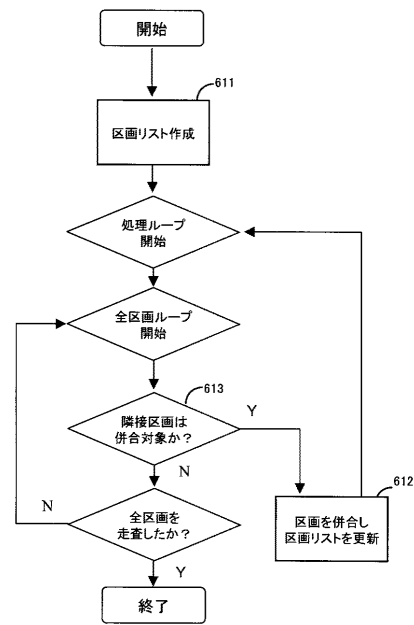 開始
611
区画リスト作成
処理ループ
開始
全区画ループ
開始
613
隣接区画は
併合対象か？
Y
N
612
区画を併合し
区画リストを更新
全区画を
走査したか？
N
Y
終了